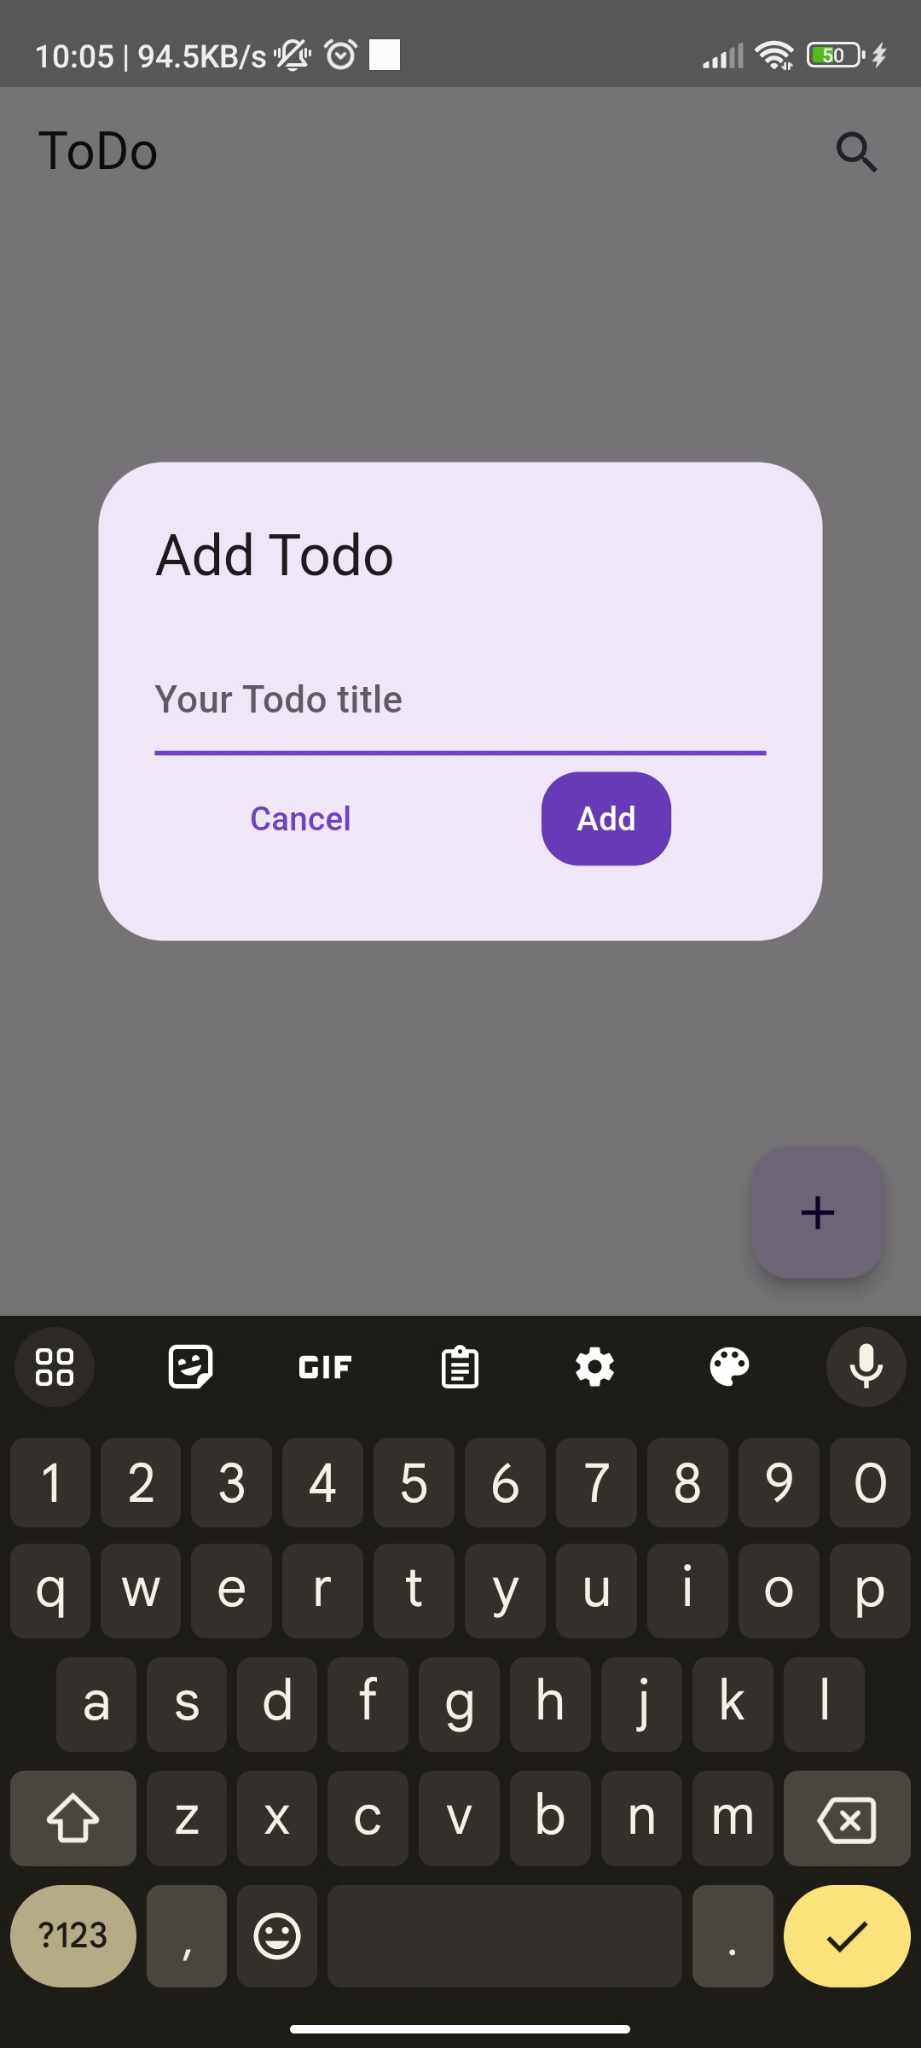 10:05 | 94.5KB/s 50
ToDo
Add Todo
Your Todo title
Cancel Add
GIF
1 2 3 4 5 6 7 8 9 0
q w e r t y u i o p
a s d f g h j k l
z x c v b n m
?123 , .